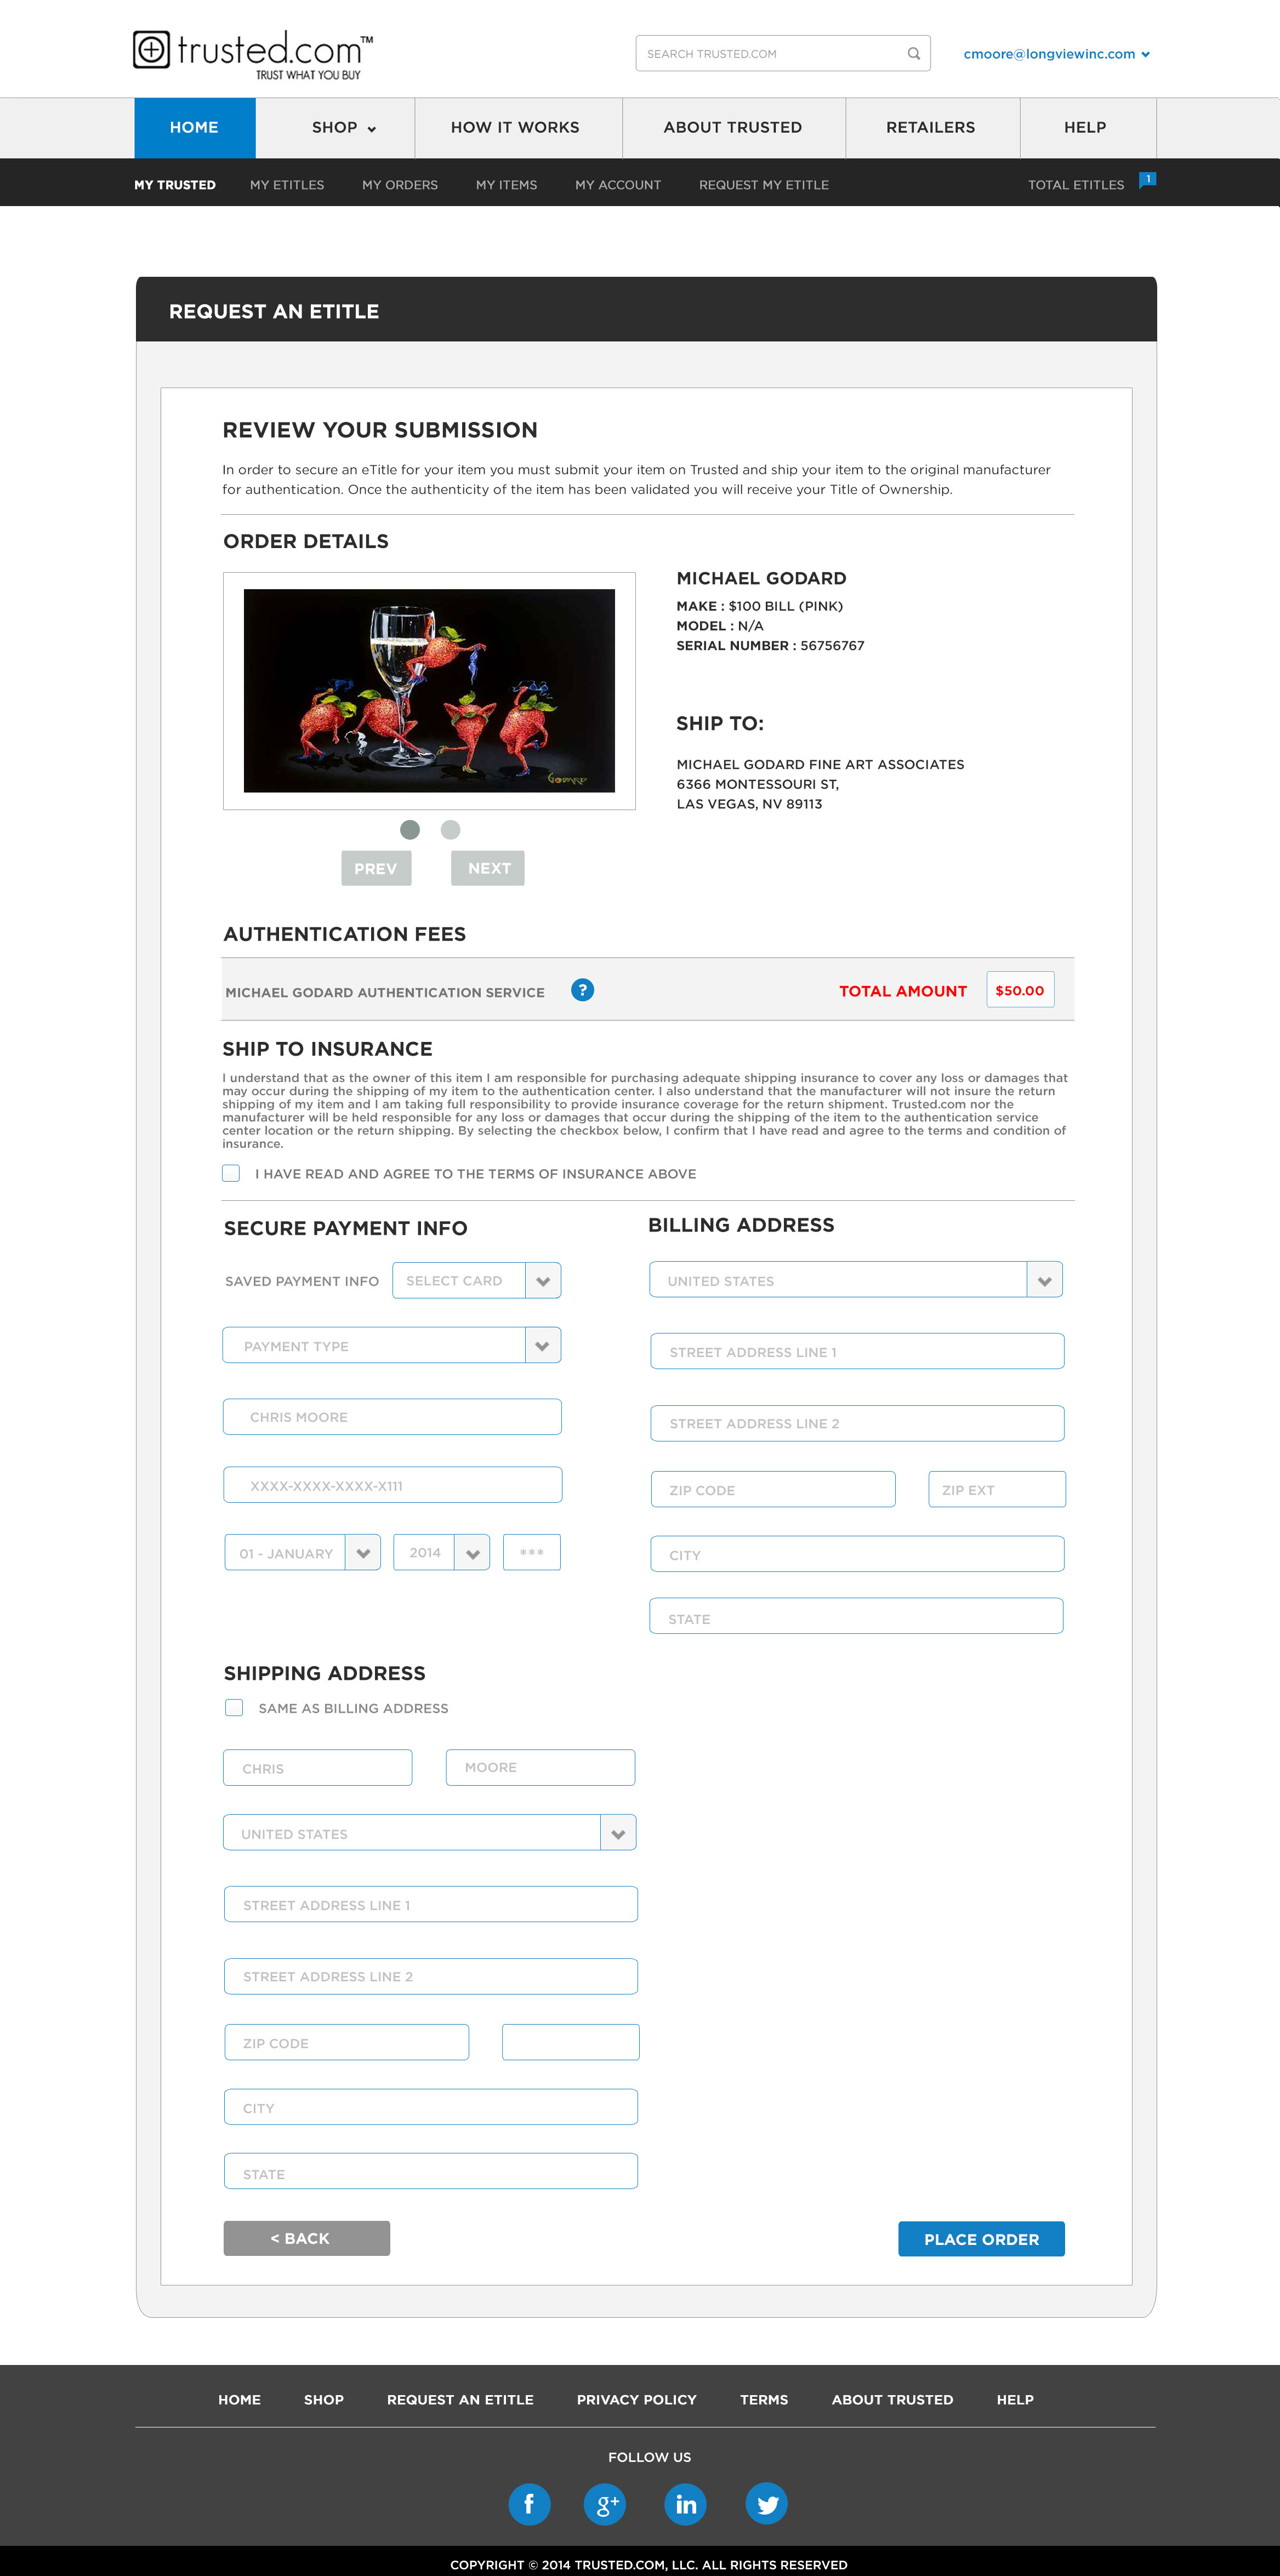 trusted.com™
TRUST WHAT YOU BUY
SEARCH TRUSTED.COM
cmoore@longviewinc.com
HOME
SHOP
HOW IT WORKS
ABOUT TRUSTED
RETAILERS
HELP
MY TRUSTED
MY ETITLES
MY ORDERS
MY ITEMS
MY ACCOUNT
REQUEST MY ETITLE
TOTAL ETITLES
1
REQUEST AN ETITLE
REVIEW YOUR SUBMISSION
In order to secure an eTitle for your item you must submit your item on Trusted and ship your item to the original manufacturer
for authentication. Once the authenticity of the item has been validated you will receive your Title of Ownership.
ORDER DETAILS
GODARD
PREV
NEXT
MICHAEL GODARD
MAKE : $100 BILL (PINK)
MODEL : N/A
SERIAL NUMBER : 56756767
SHIP TO:
MICHAEL GODARD FINE ART ASSOCIATES
6366 MONTESSOURI ST,
LAS VEGAS, NV 89113
AUTHENTICATION FEES
MICHAEL GODARD AUTHENTICATION SERVICE
?
TOTAL AMOUNT
$50.00
SHIP TO INSURANCE
I understand that as the owner of this item I am responsible for purchasing adequate shipping insurance to cover any loss or damages that
may occur during the shipping of my item to the authentication center. I also understand that the manufacturer will not insure the return
shipping of my item and I am taking full responsibility to provide insurance coverage for the return shipment. Trusted.com nor the
manufacturer will be held responsible for any loss or damages that occur during the shipping of the item to the authentication service
center location or the return shipping. By selecting the checkbox below, I confirm that I have read and agree to the terms and condition of
insurance.
I HAVE READ AND AGREE TO THE TERMS OF INSURANCE ABOVE
SECURE PAYMENT INFO
SAVED PAYMENT INFO
SELECT CARD
PAYMENT TYPE
CHRIS MOORE
XXXX-XXXX-XXXX-X111
01 - JANUARY
2014
***
BILLING ADDRESS
UNITED STATES
STREET ADDRESS LINE 1
STREET ADDRESS LINE 2
ZIP CODE
ZIP EXT
CITY
STATE
SHIPPING ADDRESS
SAME AS BILLING ADDRESS
CHRIS
MOORE
UNITED STATES
STREET ADDRESS LINE 1
STREET ADDRESS LINE 2
ZIP CODE
CITY
STATE
< BACK
PLACE ORDER
HOME
SHOP
REQUEST AN ETITLE
PRIVACY POLICY
TERMS
ABOUT TRUSTED
HELP
FOLLOW US
f
g+
in
COPYRIGHT © 2014 TRUSTED.COM, LLC. ALL RIGHTS RESERVED